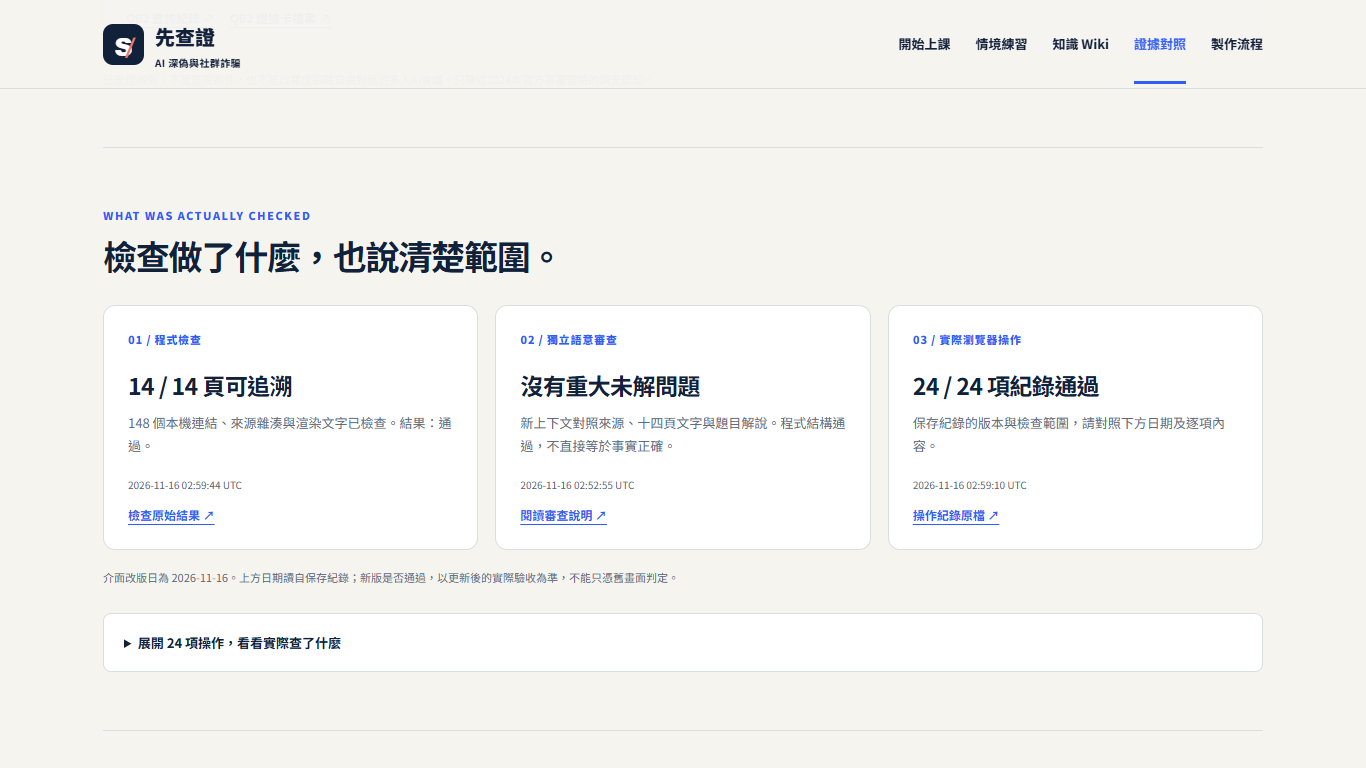 先查證
AI 深偽與社群詐騙
開始上課
情境練習
知識 Wiki
證據對照
製作流程
WHAT WAS ACTUALLY CHECKED
檢查做了什麼，也說清楚範圍。
01 / 程式檢查
14 / 14 頁可追溯
148 個本機連結、來源雜湊與渲染文字已檢查。結果：通
過。
2026-11-16 02:59:44 UTC
檢查原始結果 ↗
02 / 獨立語意審查
沒有重大未解問題
新上下文對照來源、十四頁文字與題目解說。程式結構通
過，不直接等於事實正確。
2026-11-16 02:52:55 UTC
閱讀審查說明 ↗
03 / 實際瀏覽器操作
24 / 24 項紀錄通過
保存紀錄的版本與檢查範圍，請對照下方日期及逐項內
容。
2026-11-16 02:59:10 UTC
操作紀錄原檔 ↗
介面改版日為 2026-11-16。上方日期讀自保存紀錄；新版是否通過，以更新後的實際驗收為準，不能只憑舊畫面判定。
▶ 展開 24 項操作，看看實際查了什麼